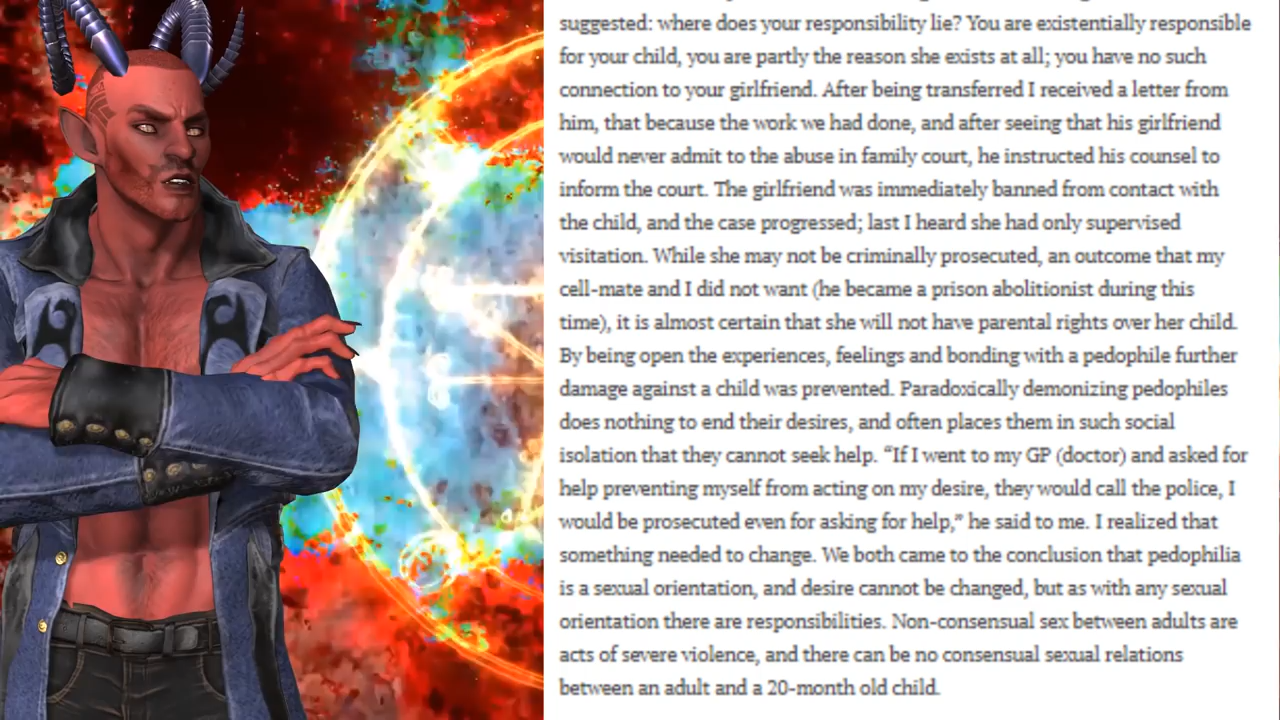 suggested: where does your responsibility lie? You are existentially responsible
for your child, you are partly the reason she exists at all; you have no such
connection to your girlfriend. After being transferred I received a letter from
him, that because the work we had done, and after seeing that his girlfriend
would never admit to the abuse in family court, he instructed his counsel to
inform the court. The girlfriend was immediately banned from contact with
the child, and the case progressed; last I heard she had only supervised
visitation. While she may not be criminally prosecuted, an outcome that my
cell-mate and I did not want (he became a prison abolitionist during this
time), it is almost certain that she will not have parental rights over her child.
By being open the experiences, feelings and bonding with a pedophile further
damage against a child was prevented. Paradoxically demonizing pedophiles
does nothing to end their desires, and often places them in such social
isolation that they cannot seek help. “If I went to my GP (doctor) and asked for
help preventing myself from acting on my desire, they would call the police, I
would be prosecuted even for asking for help,” he said to me. I realized that
something needed to change. We both came to the conclusion that pedophilia
is a sexual orientation, and desire cannot be changed, but as with any sexual
orientation there are responsibilities. Non-consensual sex between adults are
acts of severe violence, and there can be no consensual sexual relations
between an adult and a 20-month old child.